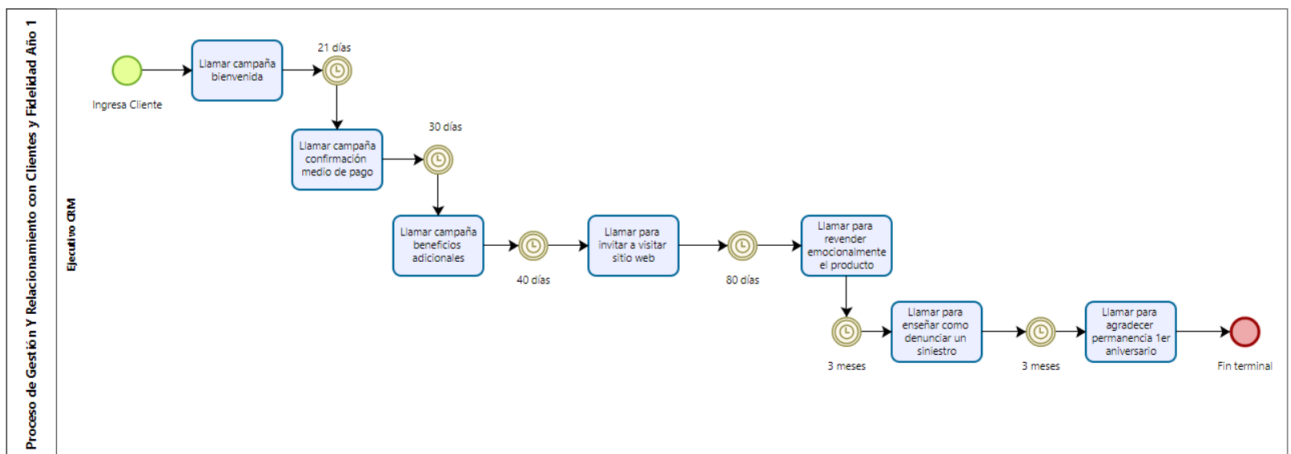 Proceso de Gestión Y Relacionamiento con Clientes y Fidelidad Año 1
Ejecutivo CRM
Ingresa Cliente
Llamar campaña
bienvenida
21 días
Llamar campaña
confirmación
medio de pago
30 días
Llamar campaña
beneficios
adicionales
40 días
Llamar para
invitar a visitar
sitio web
80 días
Llamar para
revender
emocionalmente
el producto
3 meses
Llamar para
enseñar como
denunciar un
siniestro
3 meses
Llamar para
agradecer
permanencia 1er
aniversario
Fin terminal